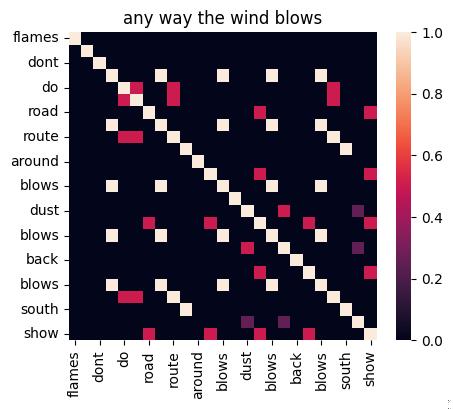 any way the wind blows
flames
dont
do
road
route
around
blows
dust
blows
back
blows
south
show
1.0
0.8
0.6
0.4
0.2
0.0
flames
dont
do
road
route
around
blows
dust
blows
back
blows
south
show